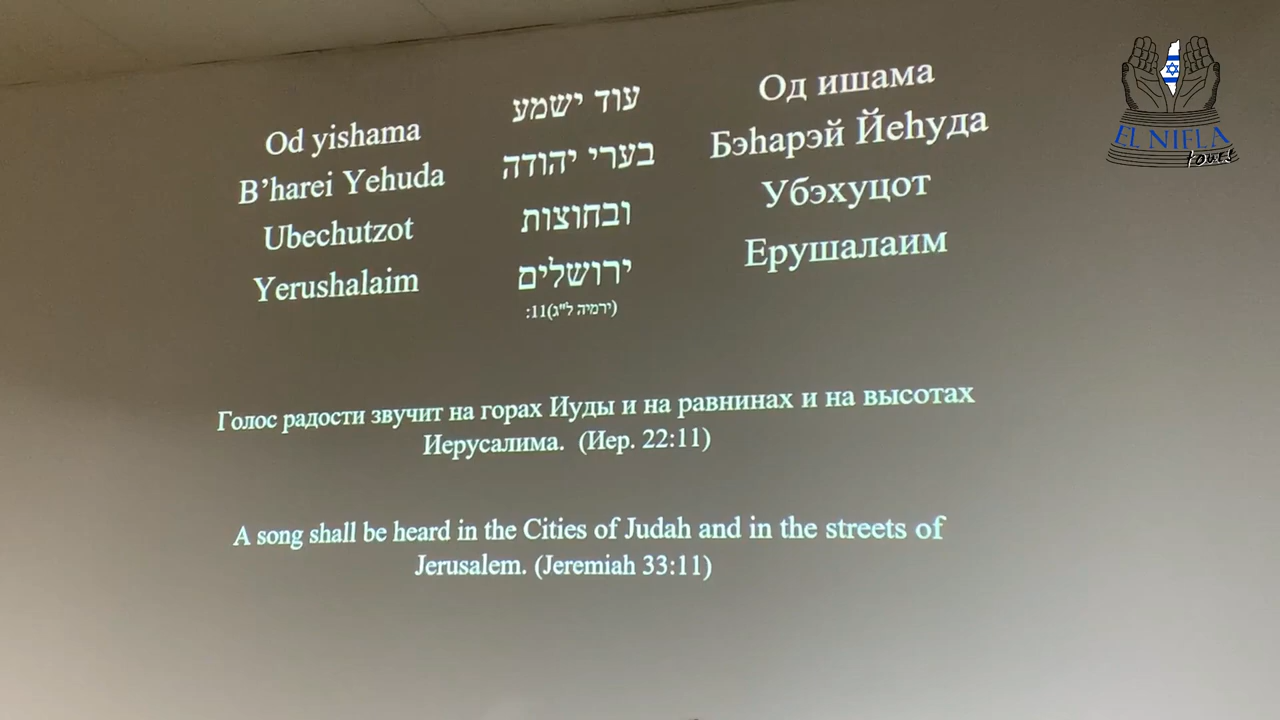 Od yishama
B'harei Yehuda
Ubechutzot
Yerushalaim
עוד ישמע
בערי יהודה
ובחוצות
ירושלים
(ירמיה ל"ג)11:
Од ишама
Бэhарэй Йеhуда
Убэхуцот
Ерушалаим
Голос радости звучит на горах Иуды и на равнинах и на высотах
Иерусалима. (Иер. 22:11)
A song shall be heard in the Cities of Judah and in the streets of
Jerusalem. (Jeremiah 33:11)
EL NIFLA
tours